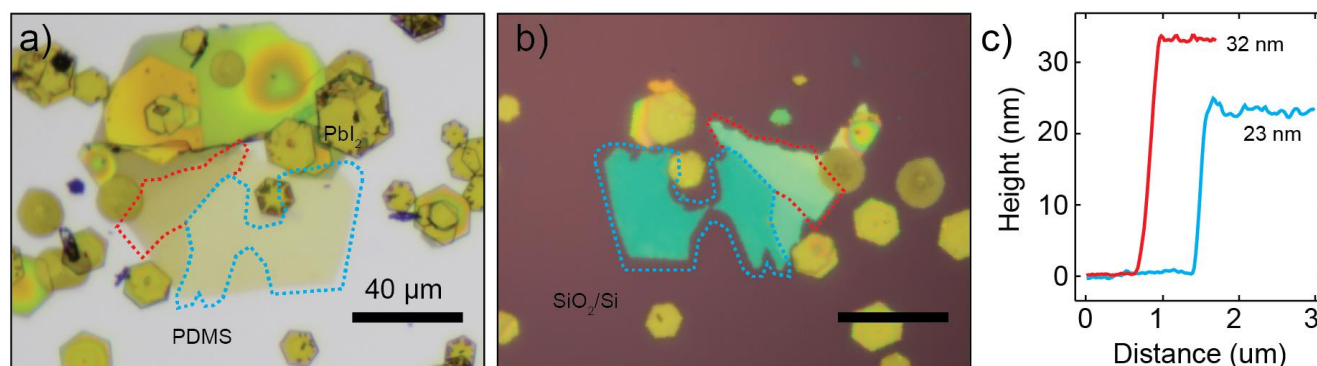 a)
PbI2
40 µm
PDMS
b)
SiO2/Si
c)
Height (nm)
30
20
10
0
32 nm
23 nm
0 1 2 3
Distance (um)